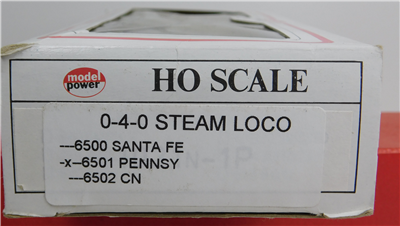 model
power
HO SCALE
0-4-0 STEAM LOCO
---6500 SANTA FE
-x--6501 PENNSY
---6502 CN